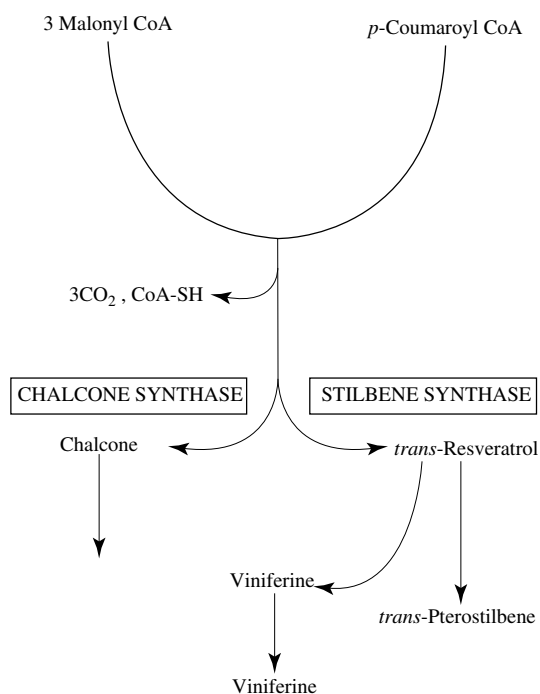 3 Malonyl CoA
p-Coumaroyl CoA
3CO₂ , CoA-SH
CHALCONE SYNTHASE
STILBENE SYNTHASE
Chalcone
trans-Resveratrol
Viniferine
trans-Pterostilbene
Viniferine